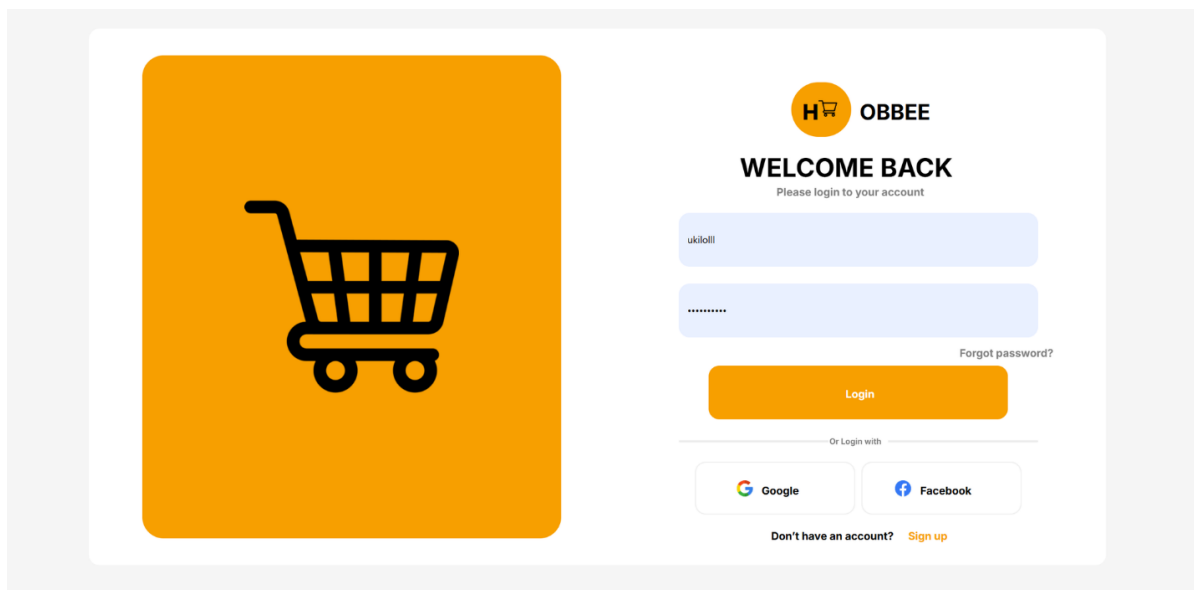 H OBBEE
WELCOME BACK
Please login to your account
ukilolll
••••••••••
Forgot password?
Login
Or Login with
Google Facebook
Don't have an account? Sign up